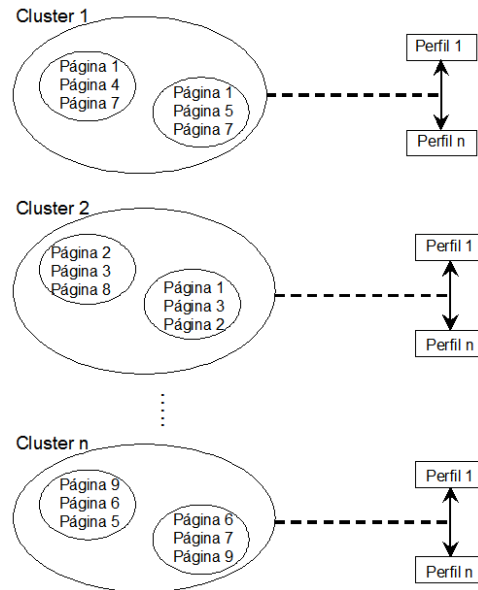 Cluster 1
Página 1
Página 4
Página 7
Página 1
Página 5
Página 7
Perfil 1
Perfil n
Cluster 2
Página 2
Página 3
Página 8
Página 1
Página 3
Página 2
Perfil 1
Perfil n
Cluster n
Página 9
Página 6
Página 5
Página 6
Página 7
Página 9
Perfil 1
Perfil n